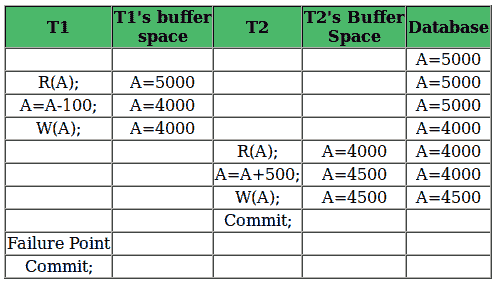 T1 T1's buffer space T2 T2's Buffer Space Database
A=5000
R(A); A=5000 A=5000
A=A-100; A=4000 A=5000
W(A); A=4000 A=4000
R(A); A=4000 A=4000
A=A+500; A=4500 A=4000
W(A); A=4500 A=4500
Commit;
Failure Point
Commit;